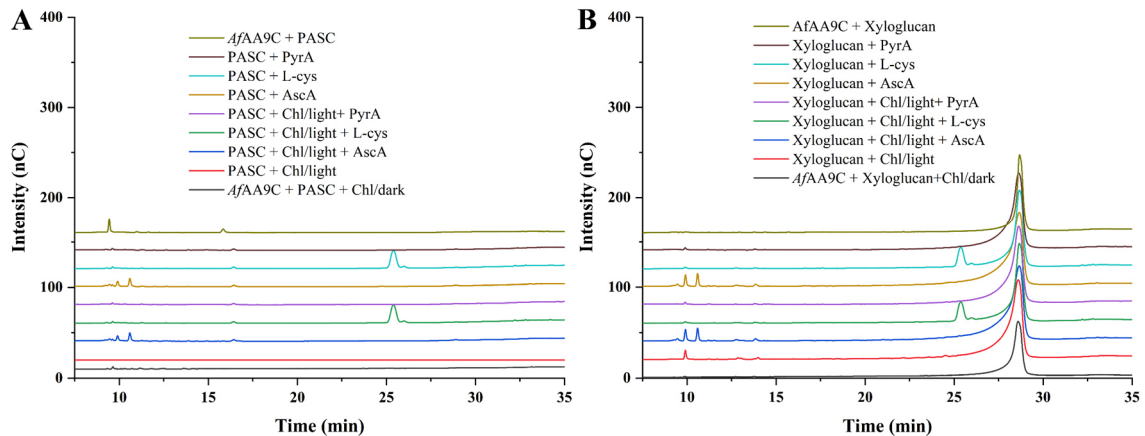 A
400
300
200
100
0
Intensity (nC)
AfAA9C + PASC
PASC + PyrA
PASC + L-cys
PASC + AscA
PASC + Chl/light+ PyrA
PASC + Chl/light + L-cys
PASC + Chl/light + AscA
PASC + Chl/light
AfAA9C + PASC + Chl/dark
10 15 20 25 30 35
Time (min)
B
400
300
200
100
0
Intensity (nC)
AfAA9C + Xyloglucan
Xyloglucan + PyrA
Xyloglucan + L-cys
Xyloglucan + AscA
Xyloglucan + Chl/light+ PyrA
Xyloglucan + Chl/light + L-cys
Xyloglucan + Chl/light + AscA
Xyloglucan + Chl/light
AfAA9C + Xyloglucan+Chl/dark
10 15 20 25 30 35
Time (min)